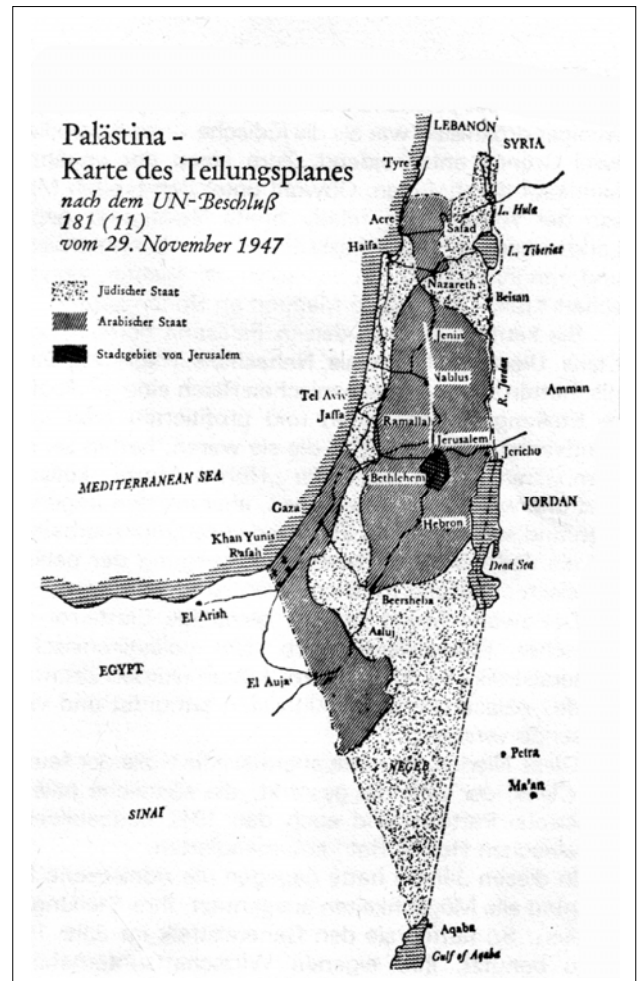 Palästina -
Karte des Teilungsplanes
nach dem UN-Beschluß
181 (11)
vom 29. November 1947
Jüdischer Staat
Arabischer Staat
Stadtgebiet von Jerusalem
LEBANON
SYRIA
Tyre
L. Hule
Acre
Safad
Haifa
L. Tiberias
Nazareth
Beisan
Jenin
Nablus
R. Jordan
Amman
Tel Aviv
Jaffa
Ramallah
Jerusalem
Jericho
MEDITERRANEAN SEA
Bethlehem
JORDAN
Gaza
Hebron
Khan Yunis
Rafah
Dead Sea
Beersheba
El Arish
Aaluj
EGYPT
El Auja
Petra
NEGEB
Ma'an
SINAI
Aqaba
Gulf of Aqaba